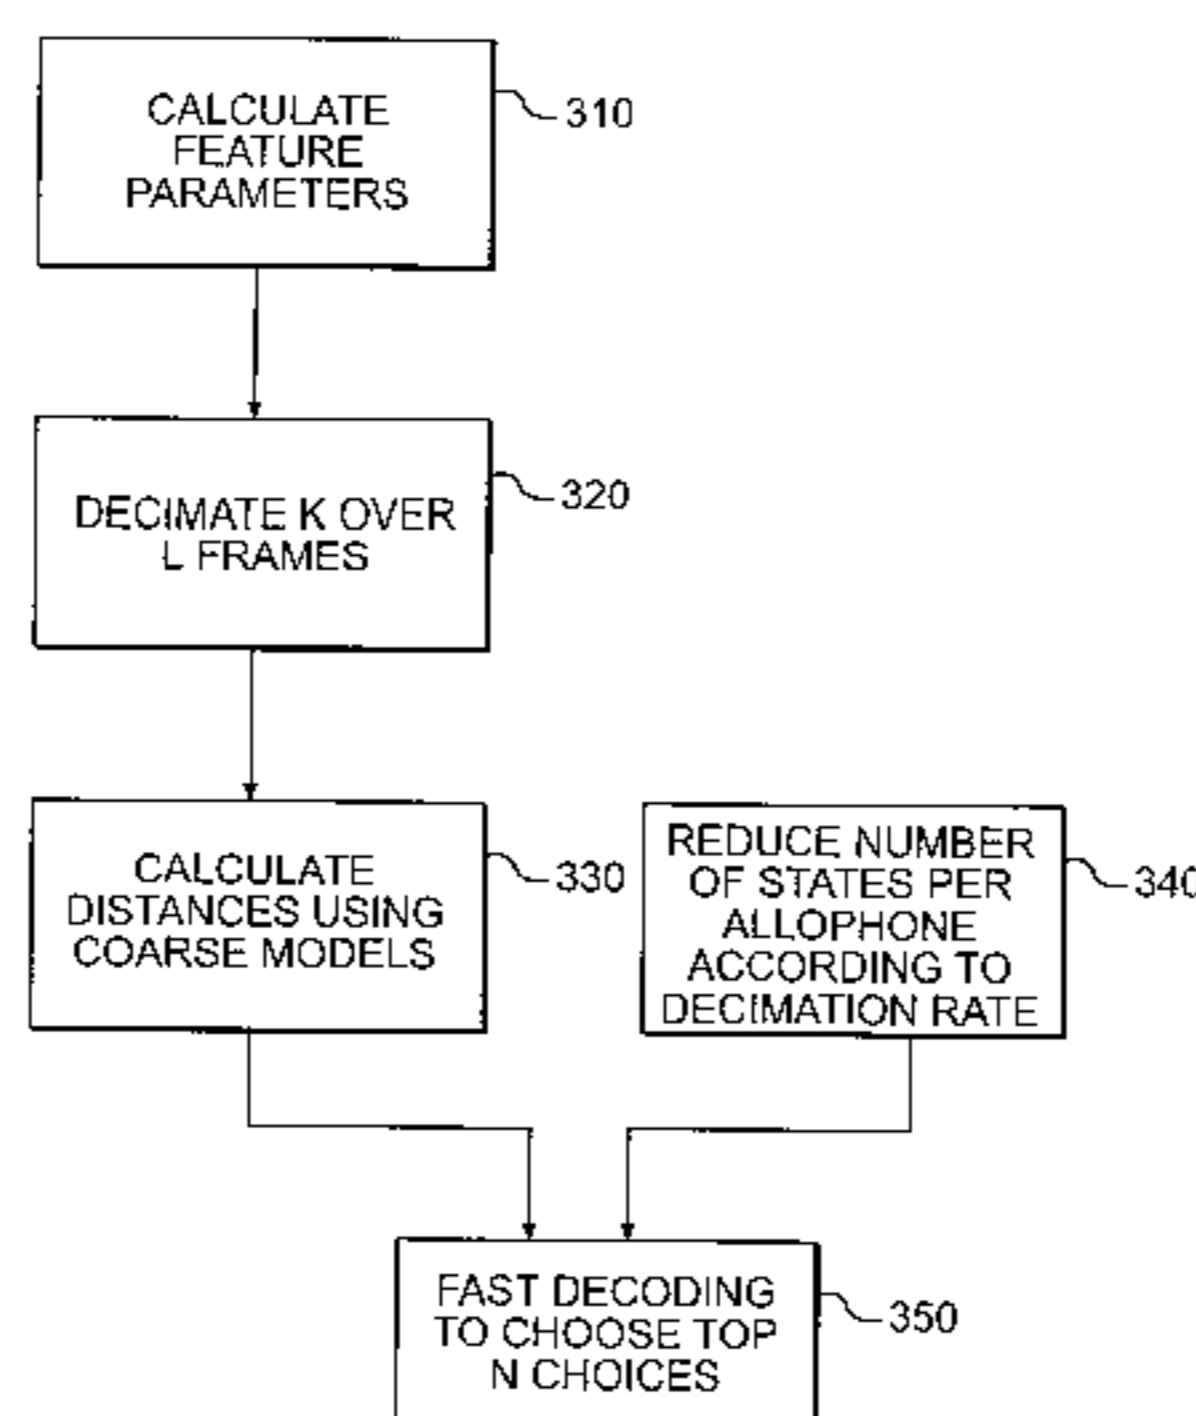 CALCULATE
FEATURE
PARAMETERS
310
DECIMATE K OVER
L FRAMES
320
CALCULATE
DISTANCES USING
COARSE MODELS
330
REDUCE NUMBER
OF STATES PER
ALLOPHONE
ACCORDING TO
DECIMATION RATE
340
FAST DECODING
TO CHOOSE TOP
N CHOICES
350